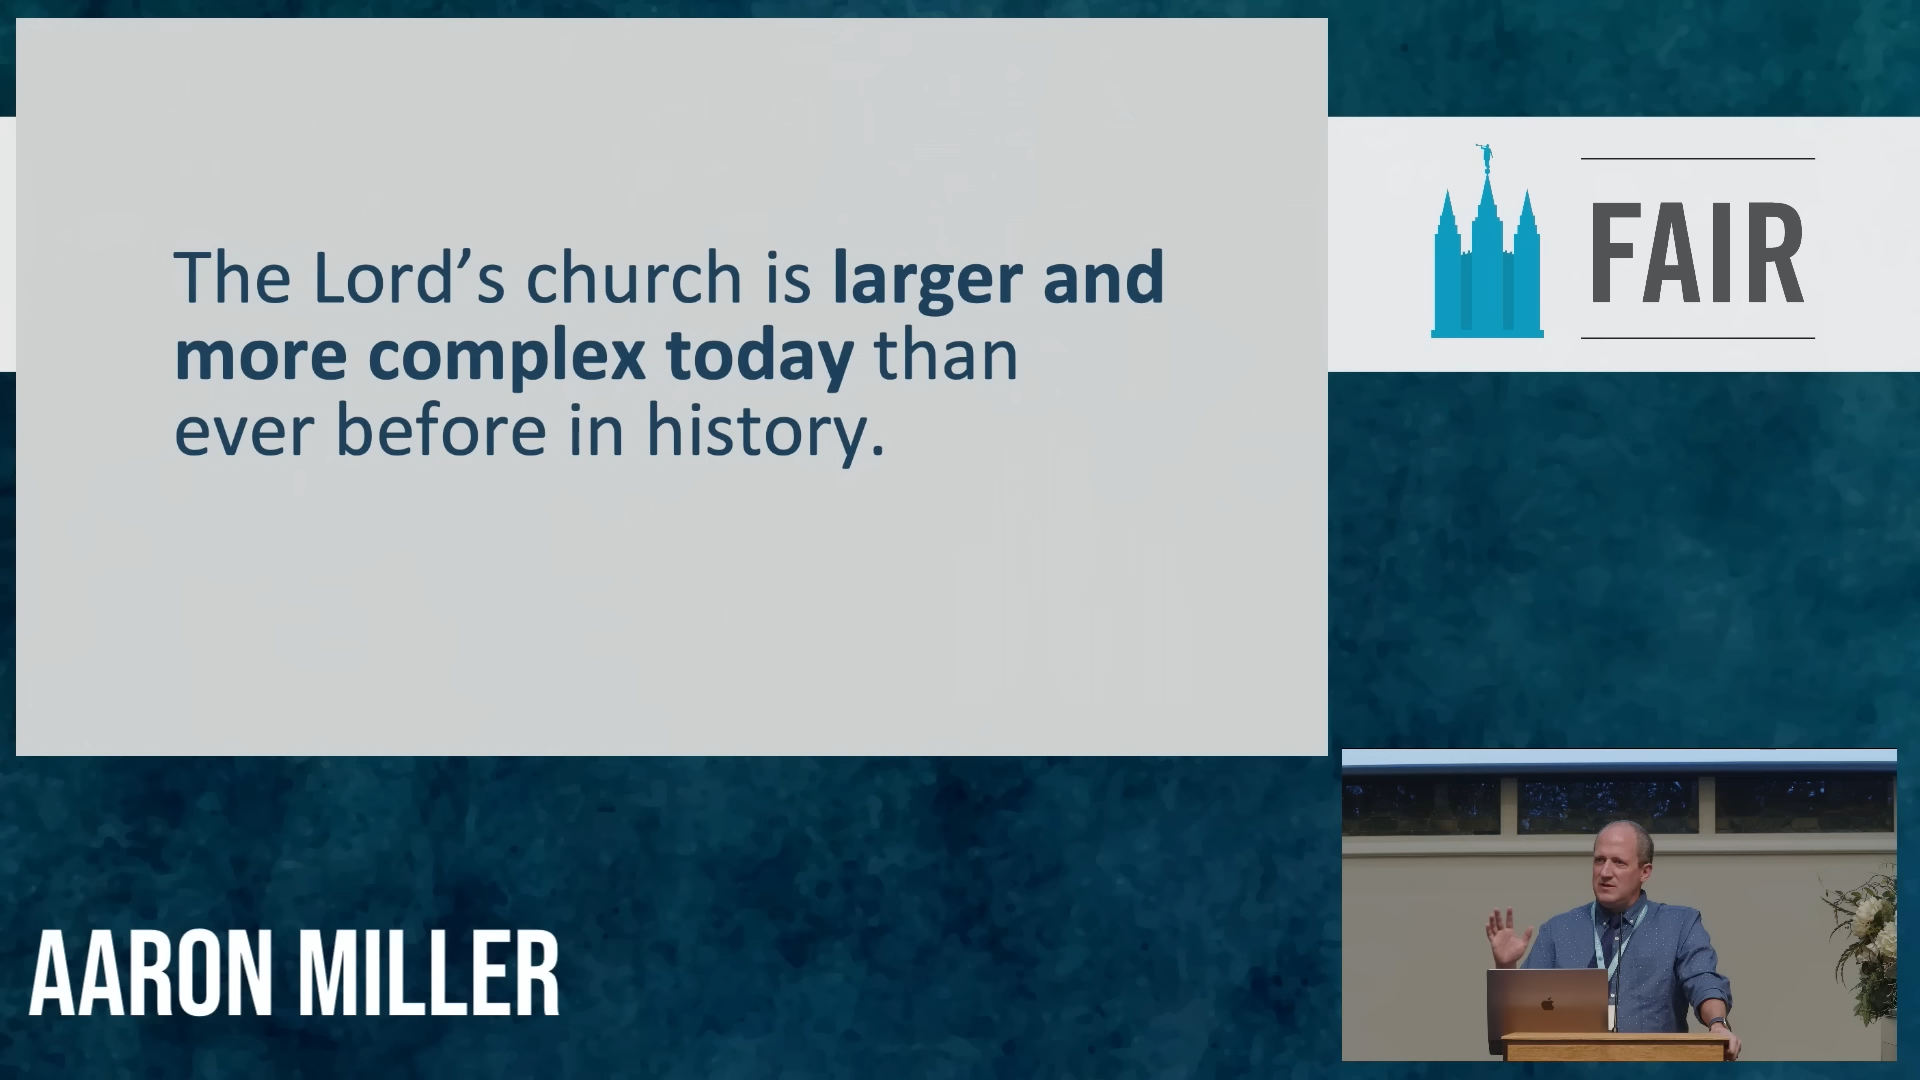 The Lord’s church is larger and
more complex today than
ever before in history.
FAIR
AARON MILLER